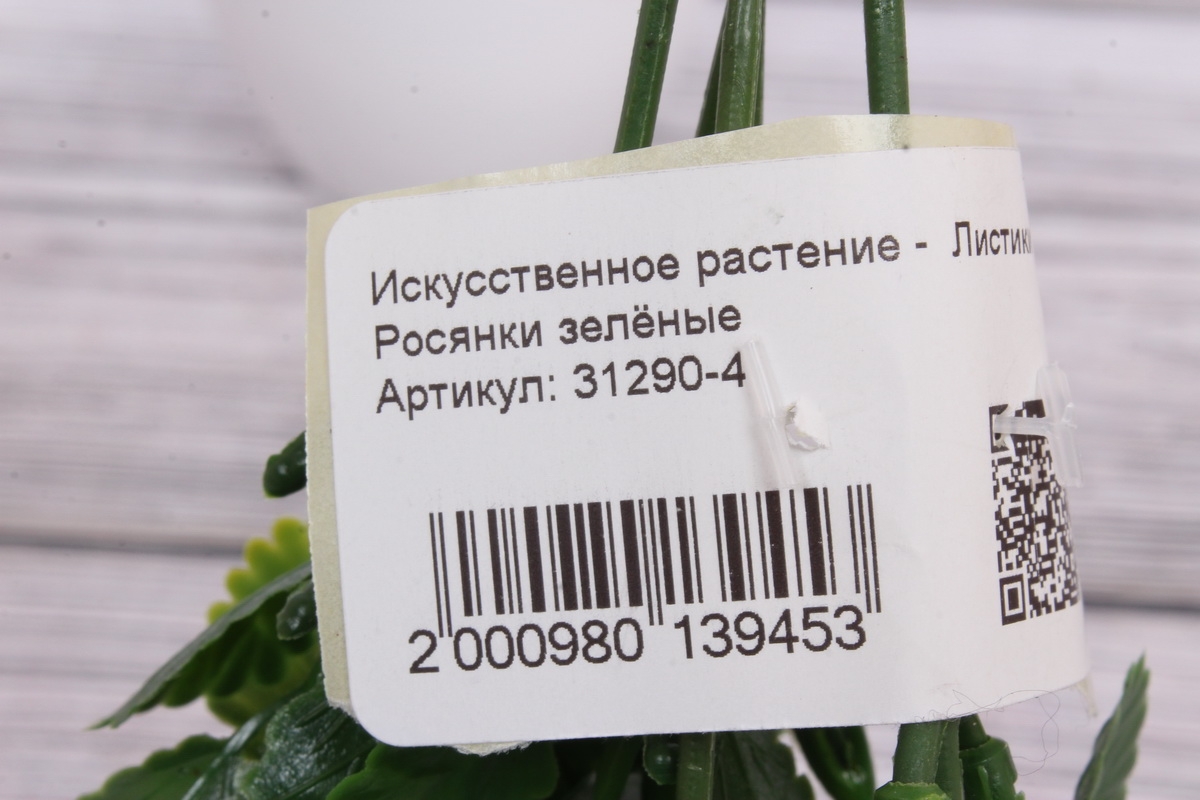 Искусственное растение - Листики
Росянки зелёные
Артикул: 31290-4
2 000980 139453